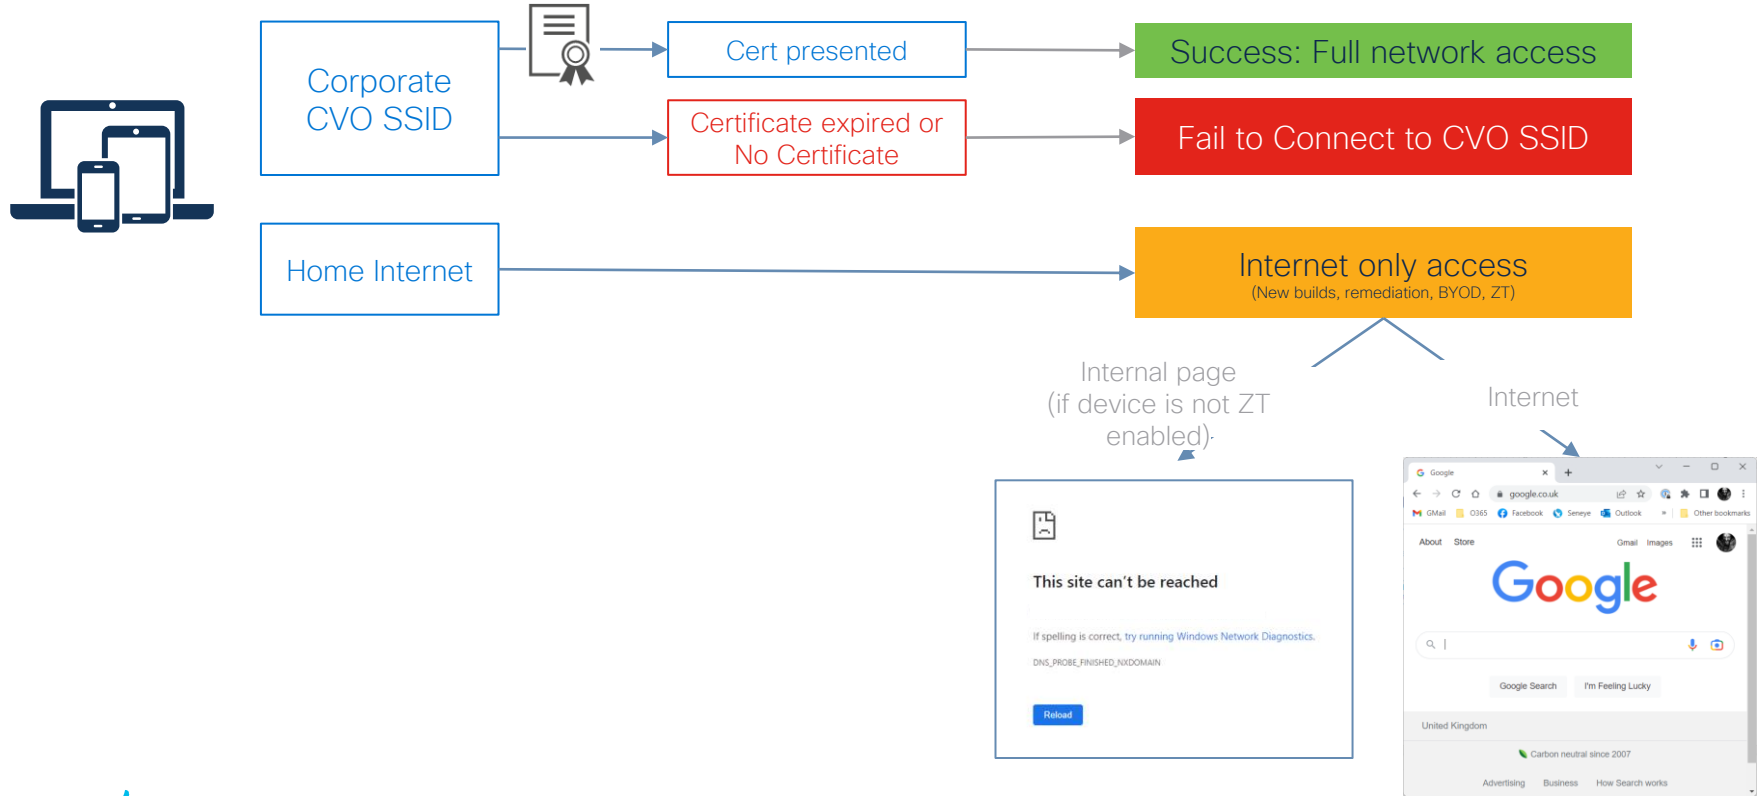 Corporate
CVO SSID
Cert presented
Success: Full network access
Certificate expired or
No Certificate
Fail to Connect to CVO SSID
Home Internet
Internet only access
(New builds, remediation, BYOD, ZT)
Internal page
(if device is not ZT
enabled)
Internet
This site can't be reached
If spelling is correct, try running Windows Network Diagnostics.
DNS_PROBE_FINISHED_NXDOMAIN
Reload
Google
google.co.uk
GMail O365 Facebook Seneye Outlook » Other bookmarks
About Store Gmail Images
Google
Google Search I'm Feeling Lucky
United Kingdom
Carbon neutral since 2007
Advertising Business How Search works